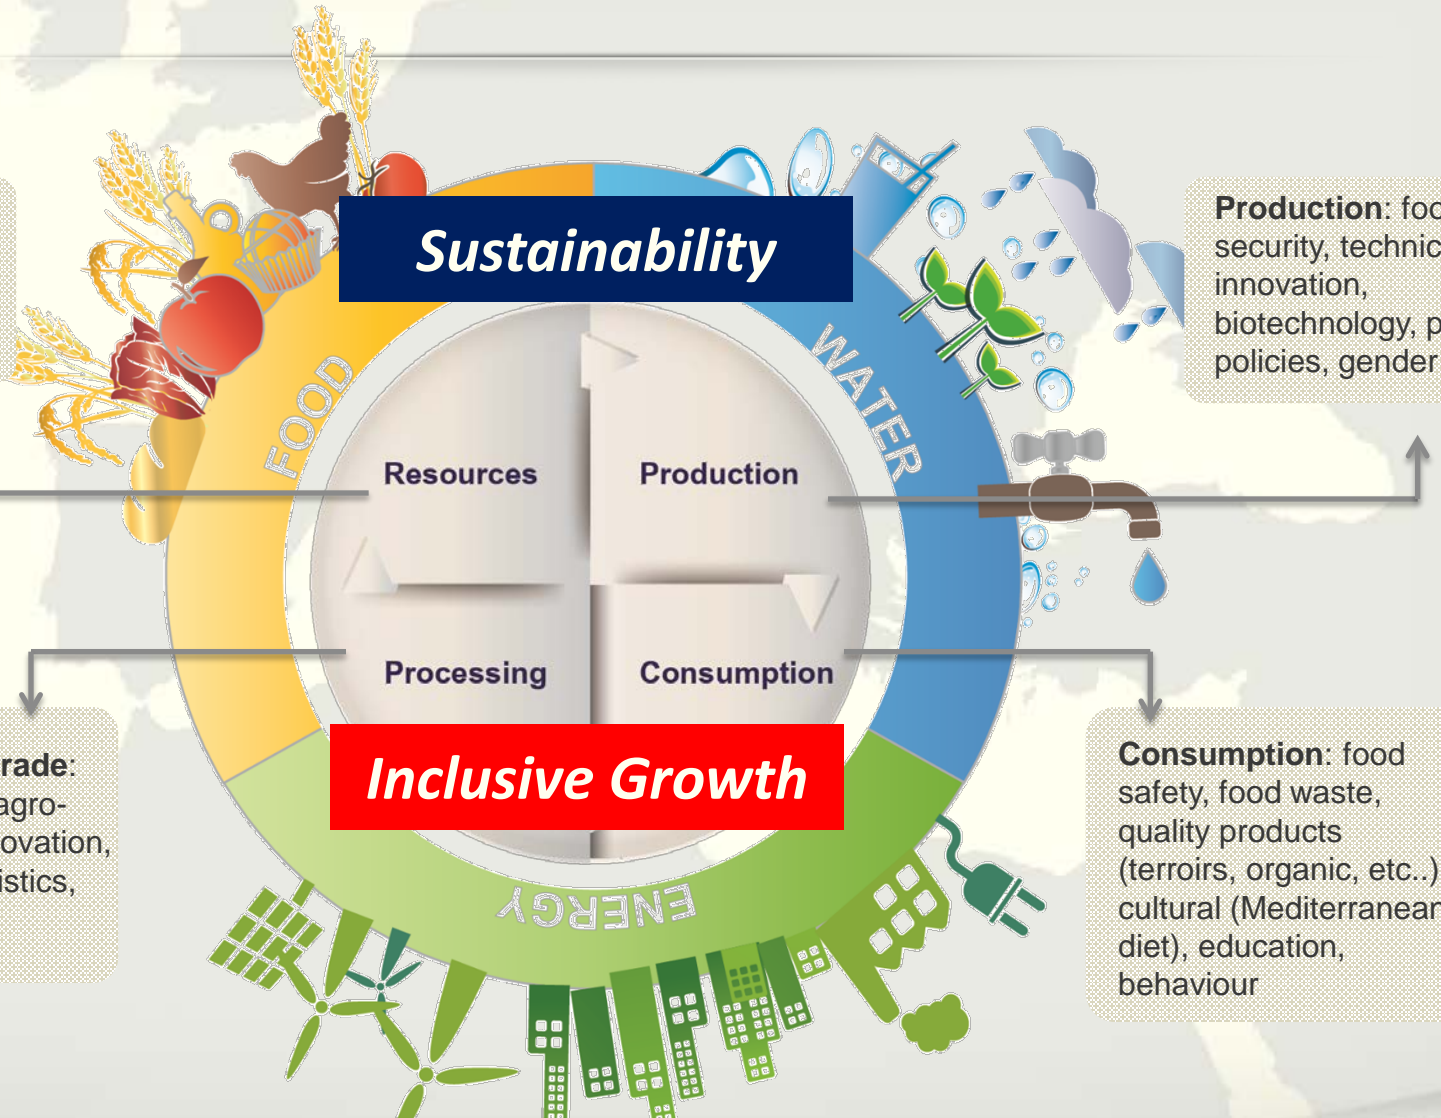 Sustainability
FOOD
WATER
Production: foo
security, technic
innovation,
biotechnology, p
policies, gender
Resources
Production
Processing
Consumption
Inclusive Growth
rade:
agro-
ovation,
istics,
Consumption: food
safety, food waste,
quality products
(terroirs, organic, etc..)
cultural (Mediterranean
diet), education,
behaviour
ENERGY